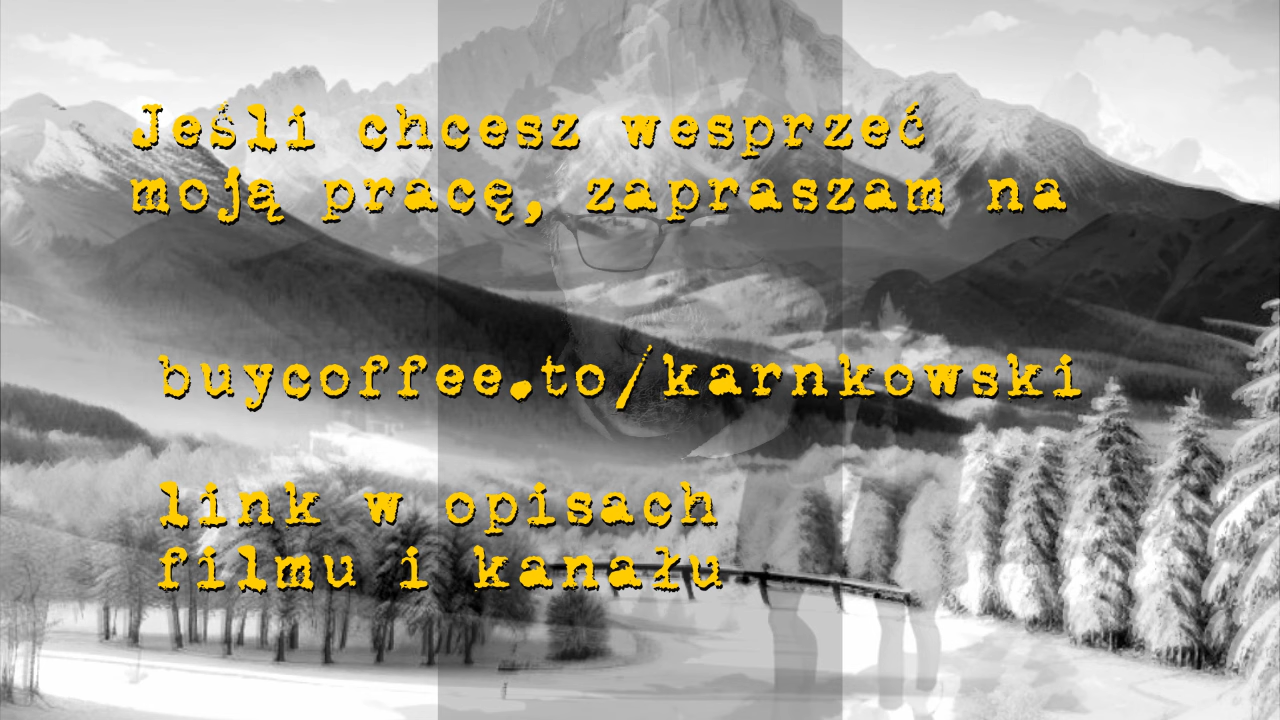 Jeśli chcesz wesprzeć
moją pracę, zapraszam na
buycoffee.to/karnkowski
link w opisach
filmu i kanału